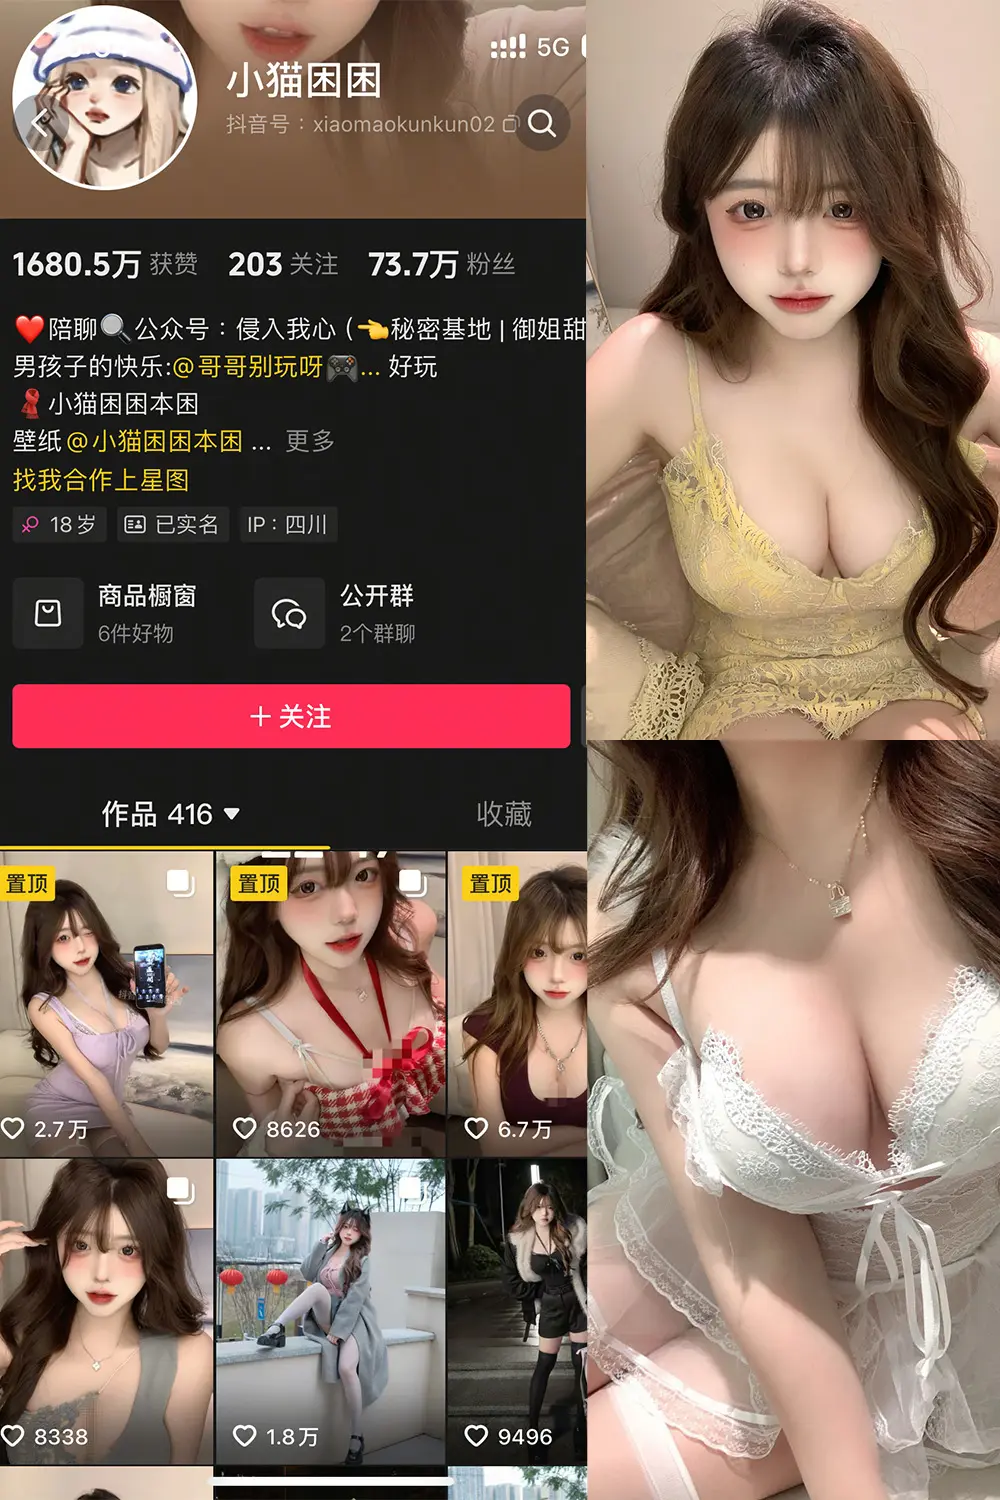 5G
小猫困困
抖音号：xiaomaokunkun02
1680.5万 获赞 203 关注 73.7万 粉丝
❤️陪聊🔍公众号：侵入我心（👈秘密基地 | 御姐甜
男孩子的快乐:@哥哥别玩呀🎮... 好玩
🧣小猫困困本困
壁纸@小猫困困本困 ... 更多
找我合作上星图
18岁 已实名 IP：四川
商品橱窗 公开群
6件好物 2个群聊
＋关注
作品 416 收藏
置顶 置顶 置顶
2.7万 8626 6.7万
8338 1.8万 9496